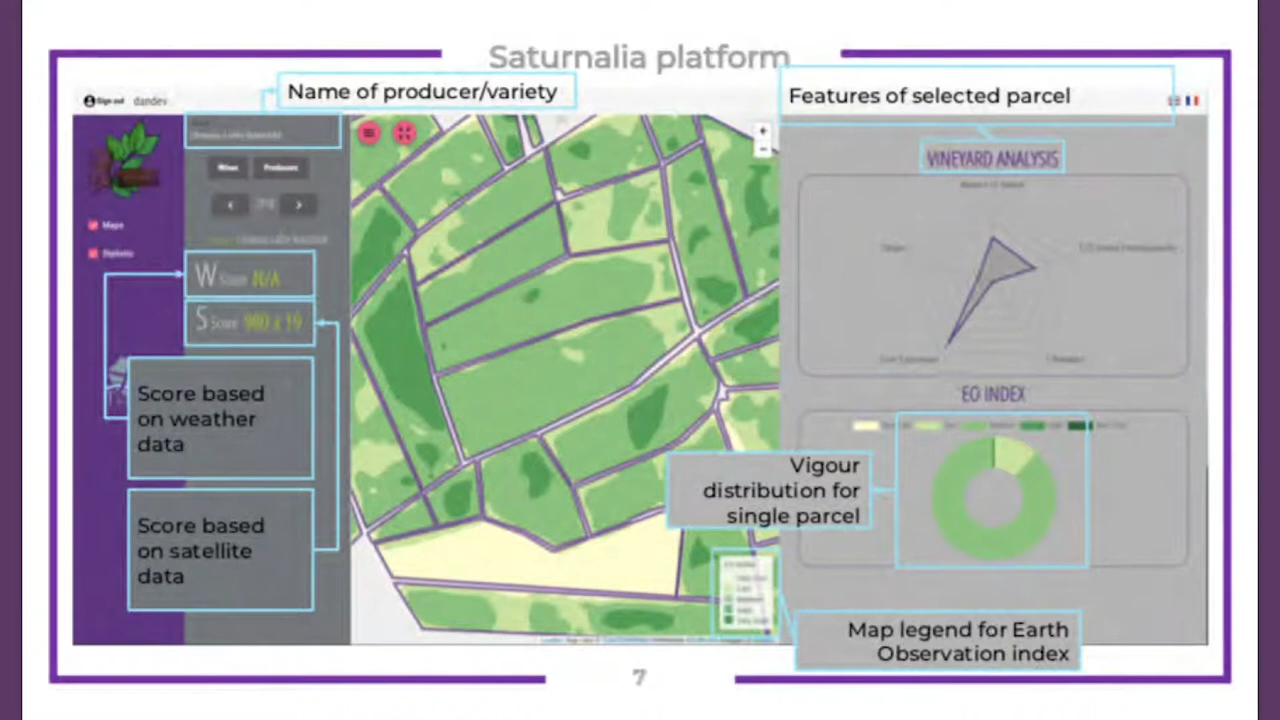 Saturnalia platform
Name of producer/variety
Features of selected parcel
Sign out dandev
Wines Producers
Maps
W Score N/A
S Score
Score based
on weather
data
Score based
on satellite
data
VINEYARD ANALYSIS
EO INDEX
Vigour
distribution for
single parcel
Map legend for Earth
Observation index
7